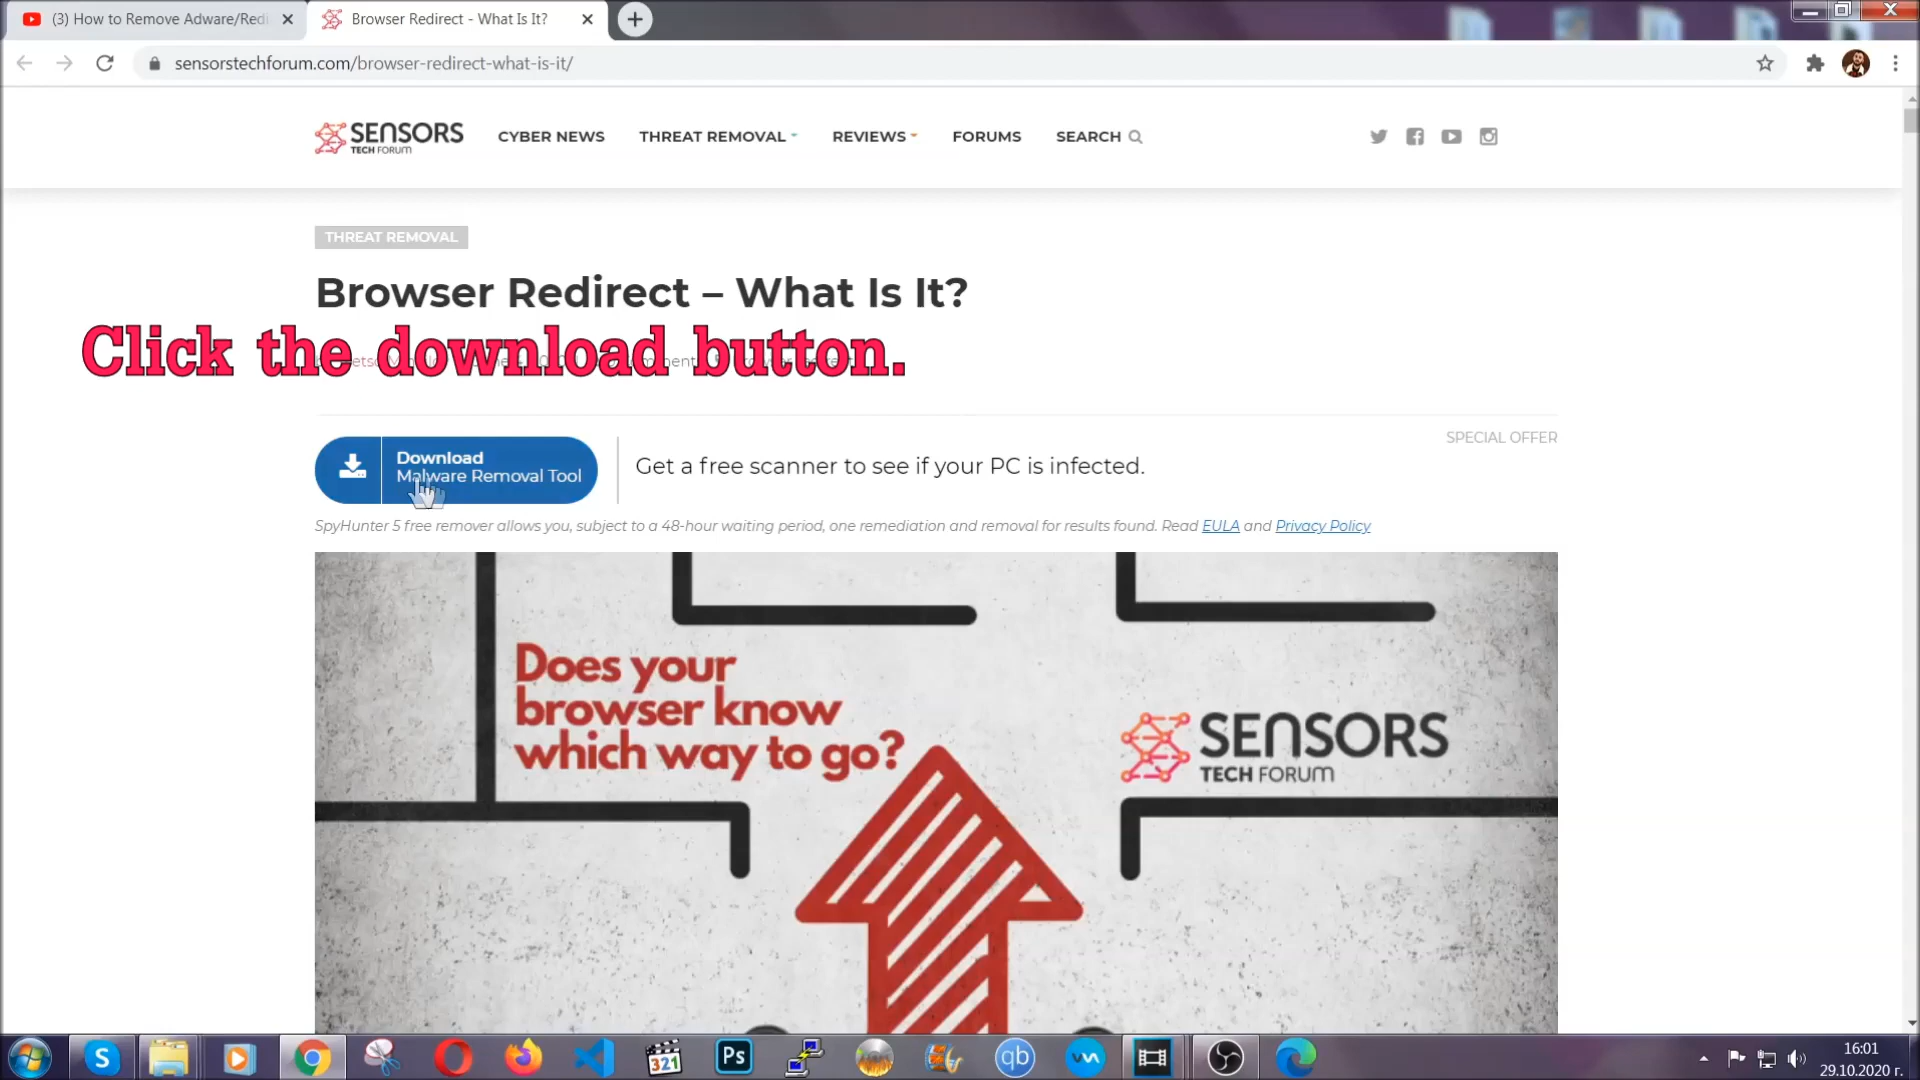 (3) How to Remove Adware/Redi
Browser Redirect - What Is It?
sensorstechforum.com/browser-redirect-what-is-it/
SENSORS
TECH FORUM
CYBER NEWS
THREAT REMOVAL
REVIEWS
FORUMS
SEARCH
THREAT REMOVAL
Browser Redirect – What Is It?
Click the download button.
SPECIAL OFFER
Download
Malware Removal Tool
Get a free scanner to see if your PC is infected.
SpyHunter 5 free remover allows you, subject to a 48-hour waiting period, one remediation and removal for results found. Read EULA and Privacy Policy
Does your
browser know
which way to go?
SENSORS
TECH FORUM
S
321
Ps
qb
16:01
29.10.2020 г.